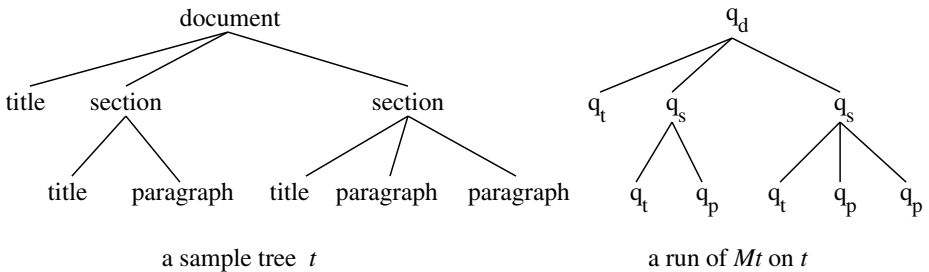 document q_d
title section section q_t q_s q_s
title paragraph title paragraph paragraph q_t q_p q_t q_p q_p
a sample tree t a run of Mt on t